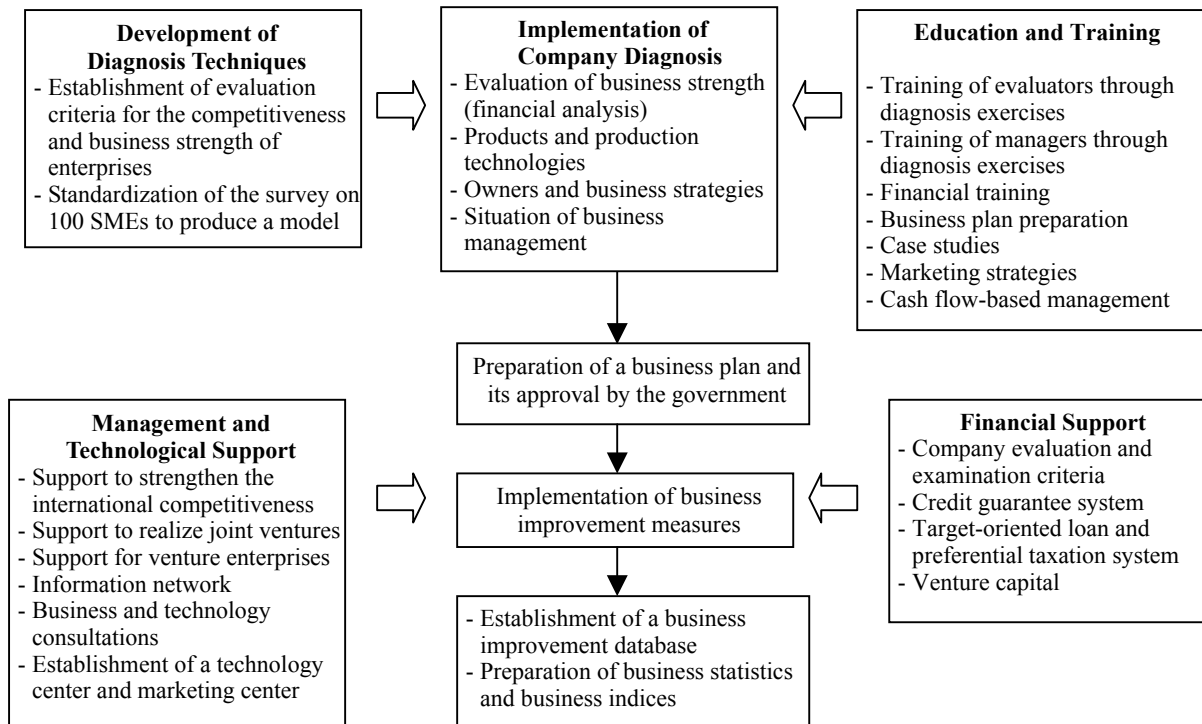 Development of
Diagnosis Techniques
- Establishment of evaluation
criteria for the competitiveness
and business strength of
enterprises
- Standardization of the survey on
100 SMEs to produce a model
Implementation of
Company Diagnosis
- Evaluation of business strength
(financial analysis)
- Products and production
technologies
- Owners and business strategies
- Situation of business
management
Education and Training
- Training of evaluators through
diagnosis exercises
- Training of managers through
diagnosis exercises
- Financial training
- Business plan preparation
- Case studies
- Marketing strategies
- Cash flow-based management
Preparation of a business plan and
its approval by the government
Management and
Technological Support
- Support to strengthen the
international competitiveness
- Support to realize joint ventures
- Support for venture enterprises
- Information network
- Business and technology
consultations
- Establishment of a technology
center and marketing center
Implementation of business
improvement measures
Financial Support
- Company evaluation and
examination criteria
- Credit guarantee system
- Target-oriented loan and
preferential taxation system
- Venture capital
- Establishment of a business
improvement database
- Preparation of business statistics
and business indices